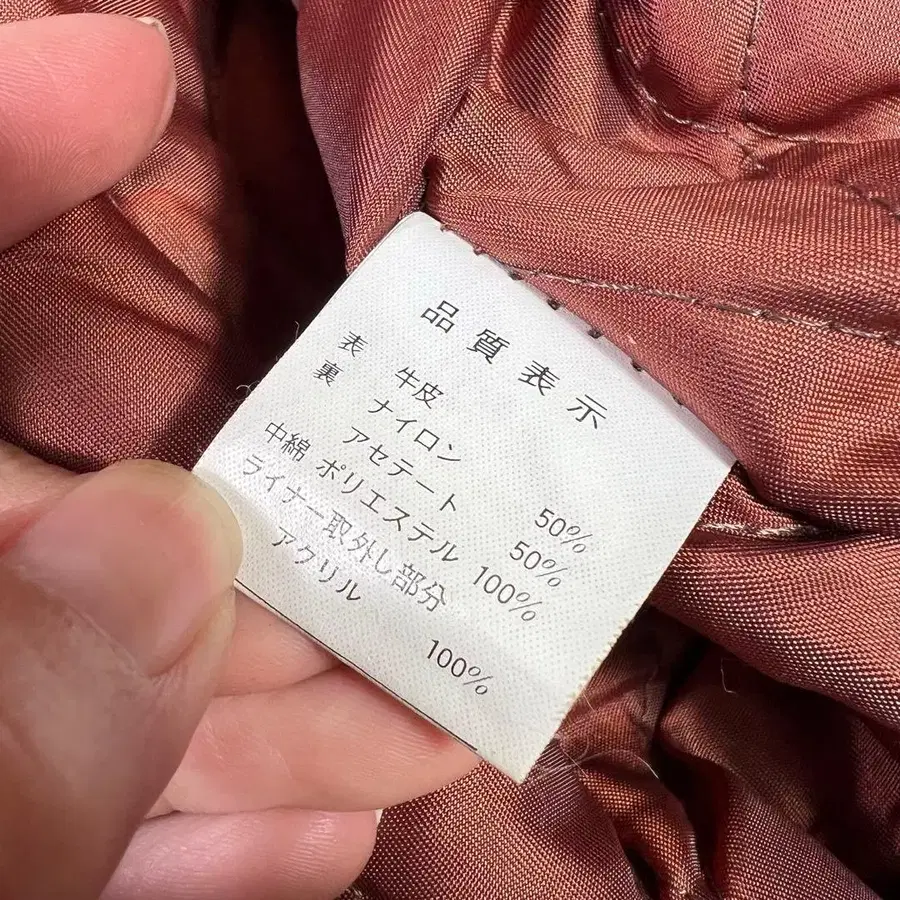 品質表示
表 牛皮
裏 ナイロン 50%
アセテート 50%
中綿 ポリエステル 100%
ライナー取外し部分
アクリル 100%